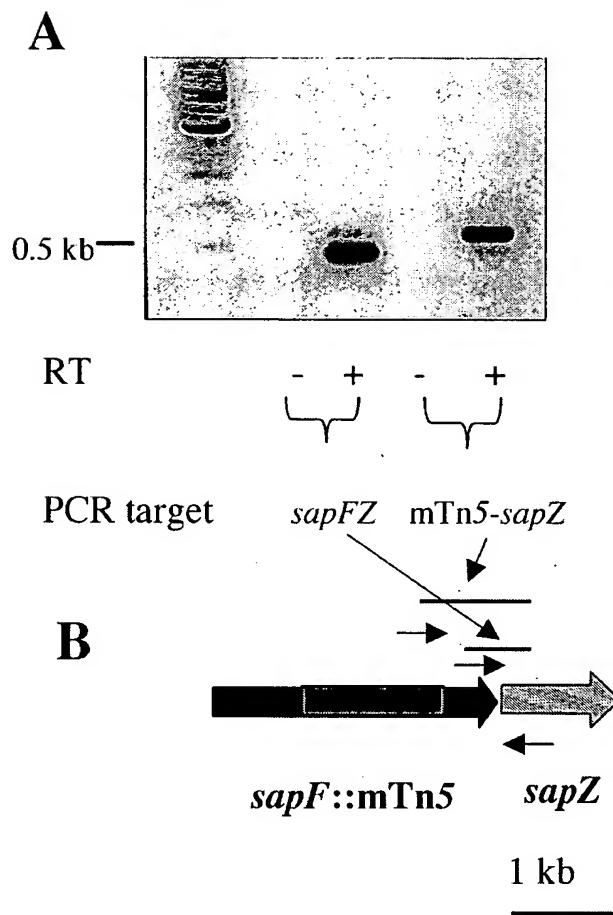 A
0.5 kb
RT - + - +
PCR target sapFZ mTn5-sapZ
B
sapF::mTn5 sapZ
1 kb